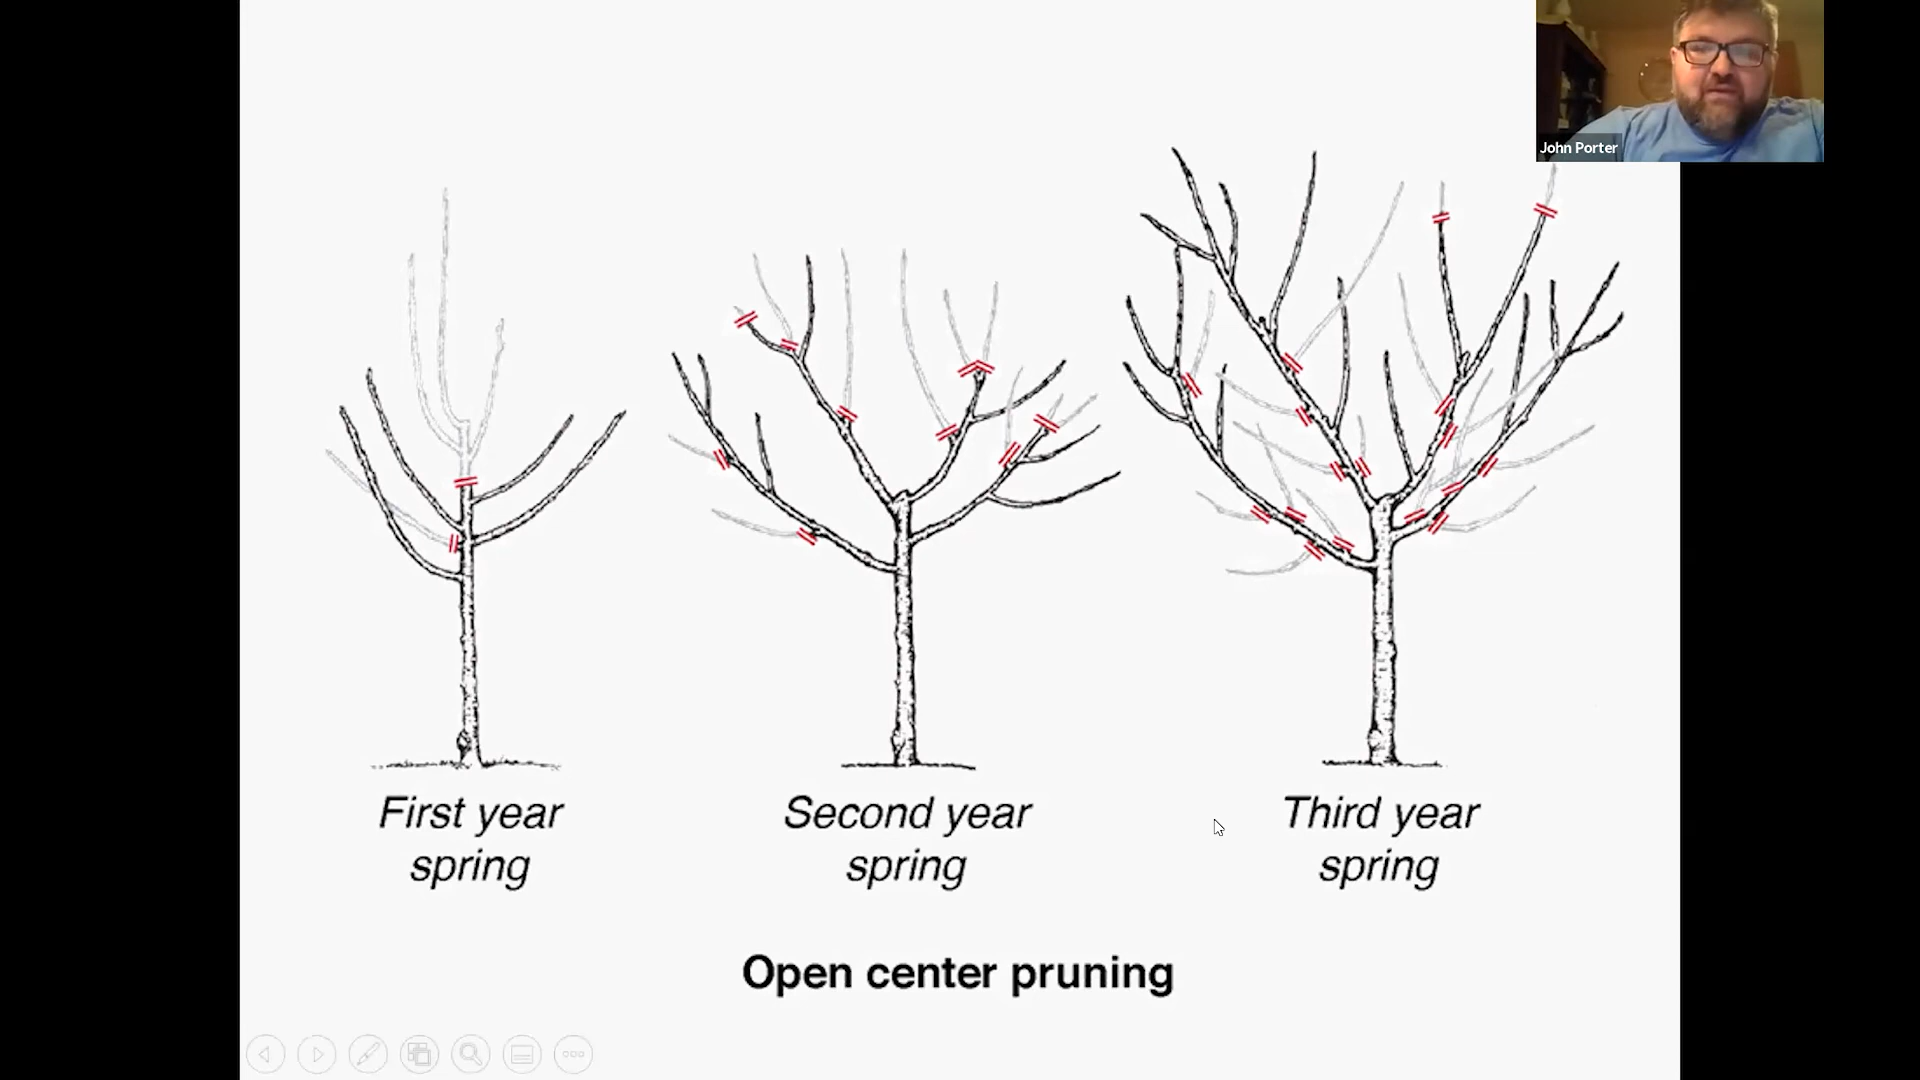 John Porter
First year
spring
Second year
spring
Third year
spring
Open center pruning